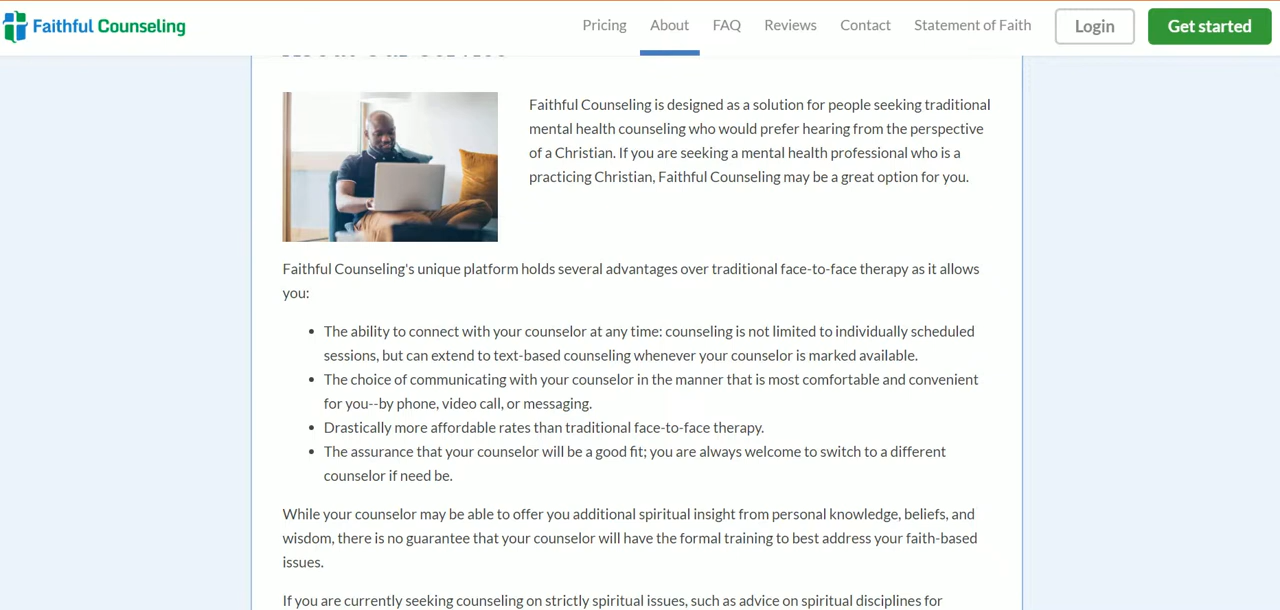 Faithful Counseling
Pricing
About
FAQ
Reviews
Contact
Statement of Faith
Login
Get started
Faithful Counseling is designed as a solution for people seeking traditional
mental health counseling who would prefer hearing from the perspective
of a Christian. If you are seeking a mental health professional who is a
practicing Christian, Faithful Counseling may be a great option for you.
Faithful Counseling's unique platform holds several advantages over traditional face-to-face therapy as it allows
you:
• The ability to connect with your counselor at any time: counseling is not limited to individually scheduled
sessions, but can extend to text-based counseling whenever your counselor is marked available.
• The choice of communicating with your counselor in the manner that is most comfortable and convenient
for you--by phone, video call, or messaging.
• Drastically more affordable rates than traditional face-to-face therapy.
• The assurance that your counselor will be a good fit; you are always welcome to switch to a different
counselor if need be.
While your counselor may be able to offer you additional spiritual insight from personal knowledge, beliefs, and
wisdom, there is no guarantee that your counselor will have the formal training to best address your faith-based
issues.
If you are currently seeking counseling on strictly spiritual issues, such as advice on spiritual disciplines for